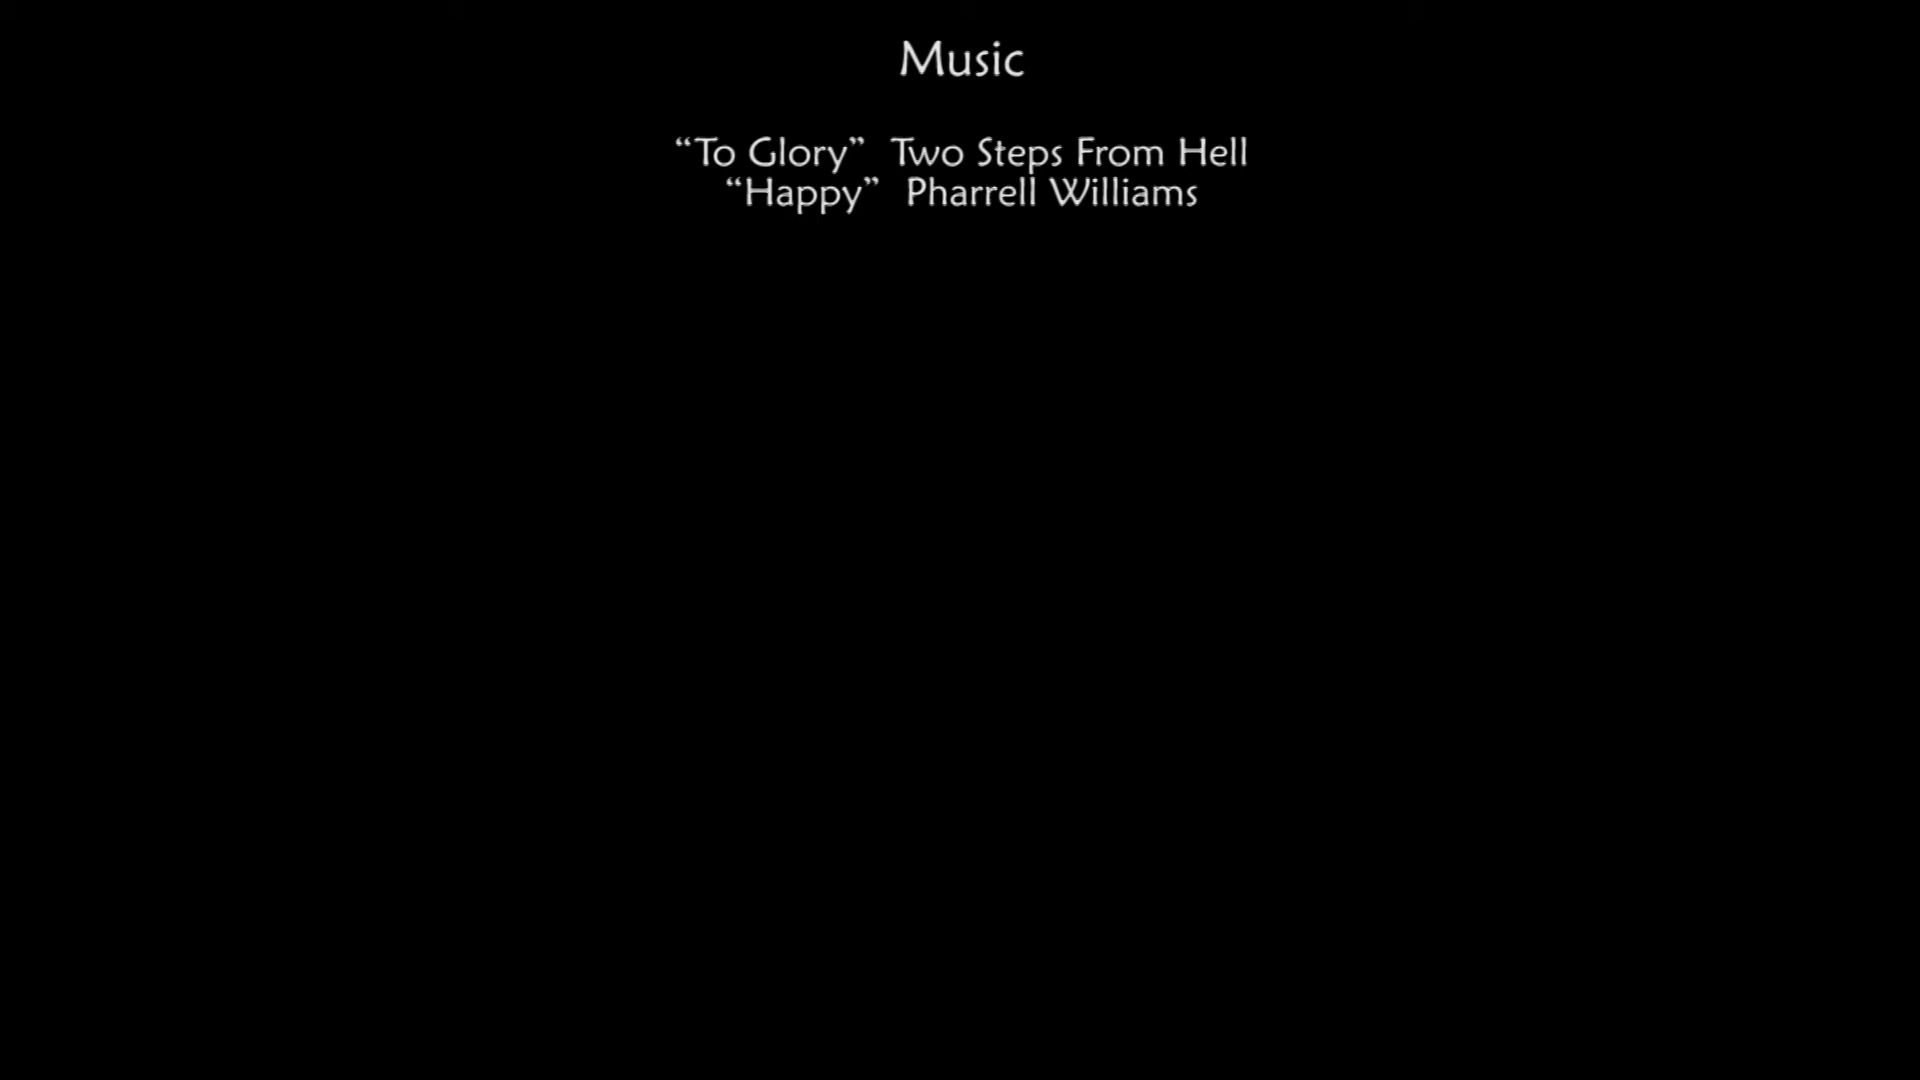 Music
“To Glory” Two Steps From Hell
“Happy” Pharrell Williams